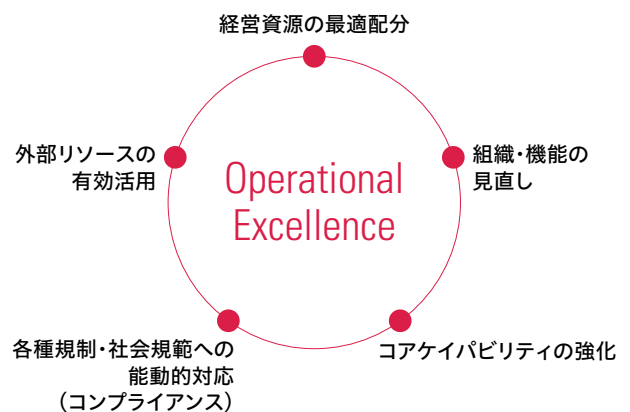 経営資源の最適配分
外部リソースの
有効活用
組織・機能の
見直し
Operational
Excellence
各種規制・社会規範への
能動的対応
（コンプライアンス）
コアケイパビリティの強化